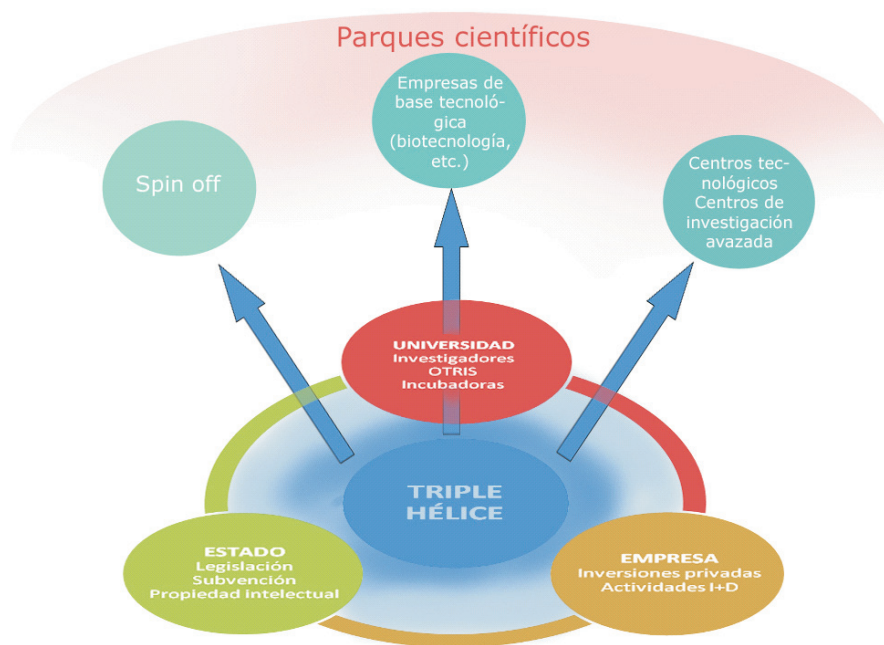 Parques científicos
Empresas de
base tecnoló-
gica
(biotecnología,
etc.)
Spin off
Centros tec-
nológicos
Centros de
investigación
avazada
UNIVERSIDAD
Investigadores
OTRIS
Incubadoras
TRIPLE
HÉLICE
ESTADO
Legislación
Subvención
Propiedad intelectual
EMPRESA
Inversiones privadas
Actividades I+D